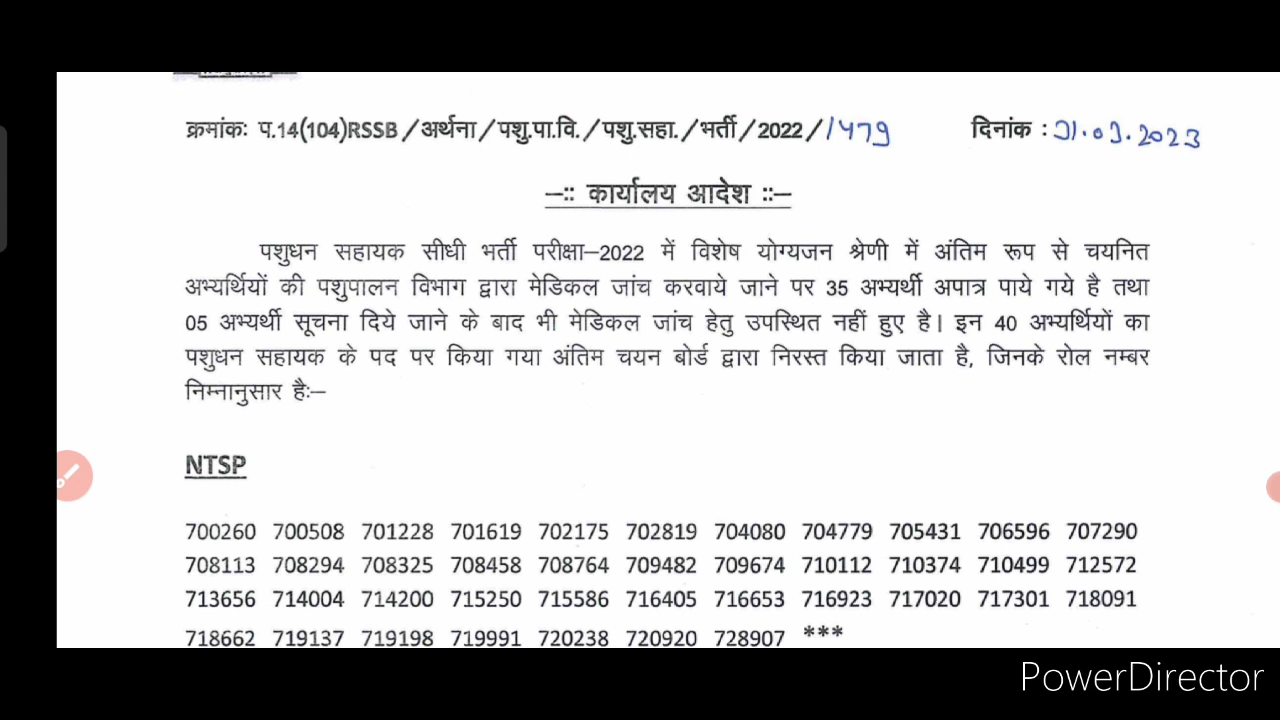 क्रमांकः प.14(104)RSSB/अर्थना/पशु.पा.वि./पशु.सहा./भर्ती/2022/1479 दिनांक :
–:: कार्यालय आदेश ::–
पशुधन सहायक सीधी भर्ती परीक्षा–2022 में विशेष योग्यजन श्रेणी में अंतिम रूप से चयनित
अभ्यर्थियों की पशुपालन विभाग द्वारा मेडिकल जांच करवाये जाने पर 35 अभ्यर्थी अपात्र पाये गये है तथा
05 अभ्यर्थी सूचना दिये जाने के बाद भी मेडिकल जांच हेतु उपस्थित नहीं हुए है। इन 40 अभ्यर्थियों का
पशुधन सहायक के पद पर किया गया अंतिम चयन बोर्ड द्वारा निरस्त किया जाता है, जिनके रोल नम्बर
निम्नानुसार हैः–
NTSP
700260 700508 701228 701619 702175 702819 704080 704779 705431 706596 707290
708113 708294 708325 708458 708764 709482 709674 710112 710374 710499 712572
713656 714004 714200 715250 715586 716405 716653 716923 717020 717301 718091
718662 719137 719198 719991 720238 720920 728907 ***
PowerDirector